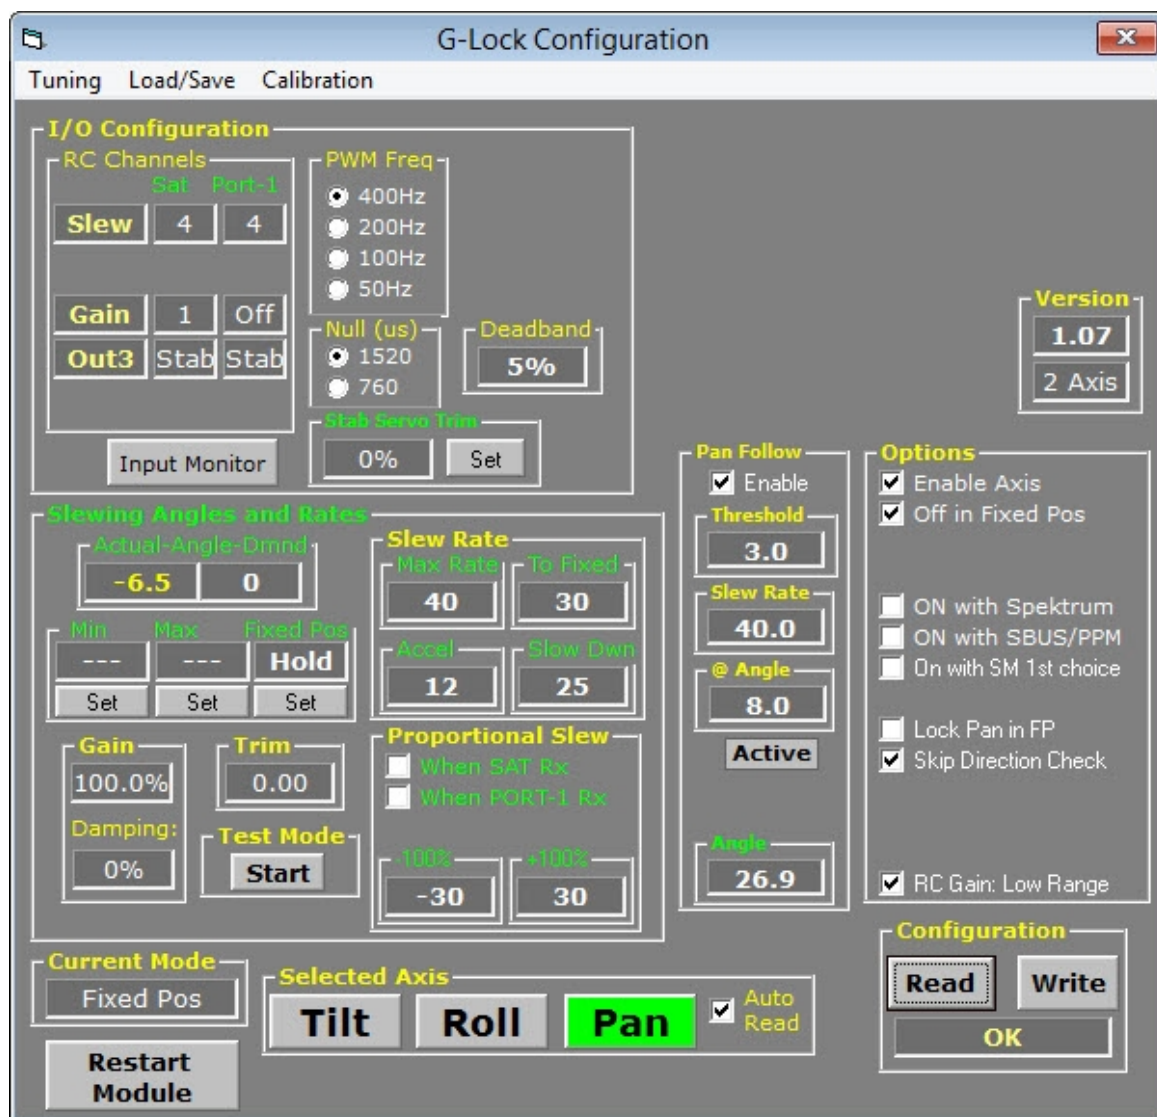 G-Lock Configuration
Tuning Load/Save Calibration
I/O Configuration
RC Channels
Sat Port-1
Slew 4 4
Gain 1 Off
Out3 Stab Stab
Input Monitor
PWM Freq
400Hz
200Hz
100Hz
50Hz
Null (us)
1520
760
Deadband
5%
Stab Servo Trim
0% Set
Version
1.07
2 Axis
Slewing Angles and Rates
Actual-Angle-Dmnd
-6.5 0
Min Max Fixed Pos
--- --- Hold
Set Set Set
Gain
100.0%
Damping:
0%
Trim
0.00
Test Mode
Start
Slew Rate
Max Rate To Fixed
40 30
Accel Slow Dwn
12 25
Proportional Slew
When SAT Rx
When PORT-1 Rx
-100% +100%
-30 30
Pan Follow
Enable
Threshold
3.0
Slew Rate
40.0
@ Angle
8.0
Active
Angle
26.9
Options
Enable Axis
Off in Fixed Pos
ON with Spektrum
ON with SBUS/PPM
On with SM 1st choice
Lock Pan in FP
Skip Direction Check
RC Gain: Low Range
Current Mode
Fixed Pos
Restart
Module
Selected Axis
Tilt Roll Pan
Auto
Read
Configuration
Read Write
OK